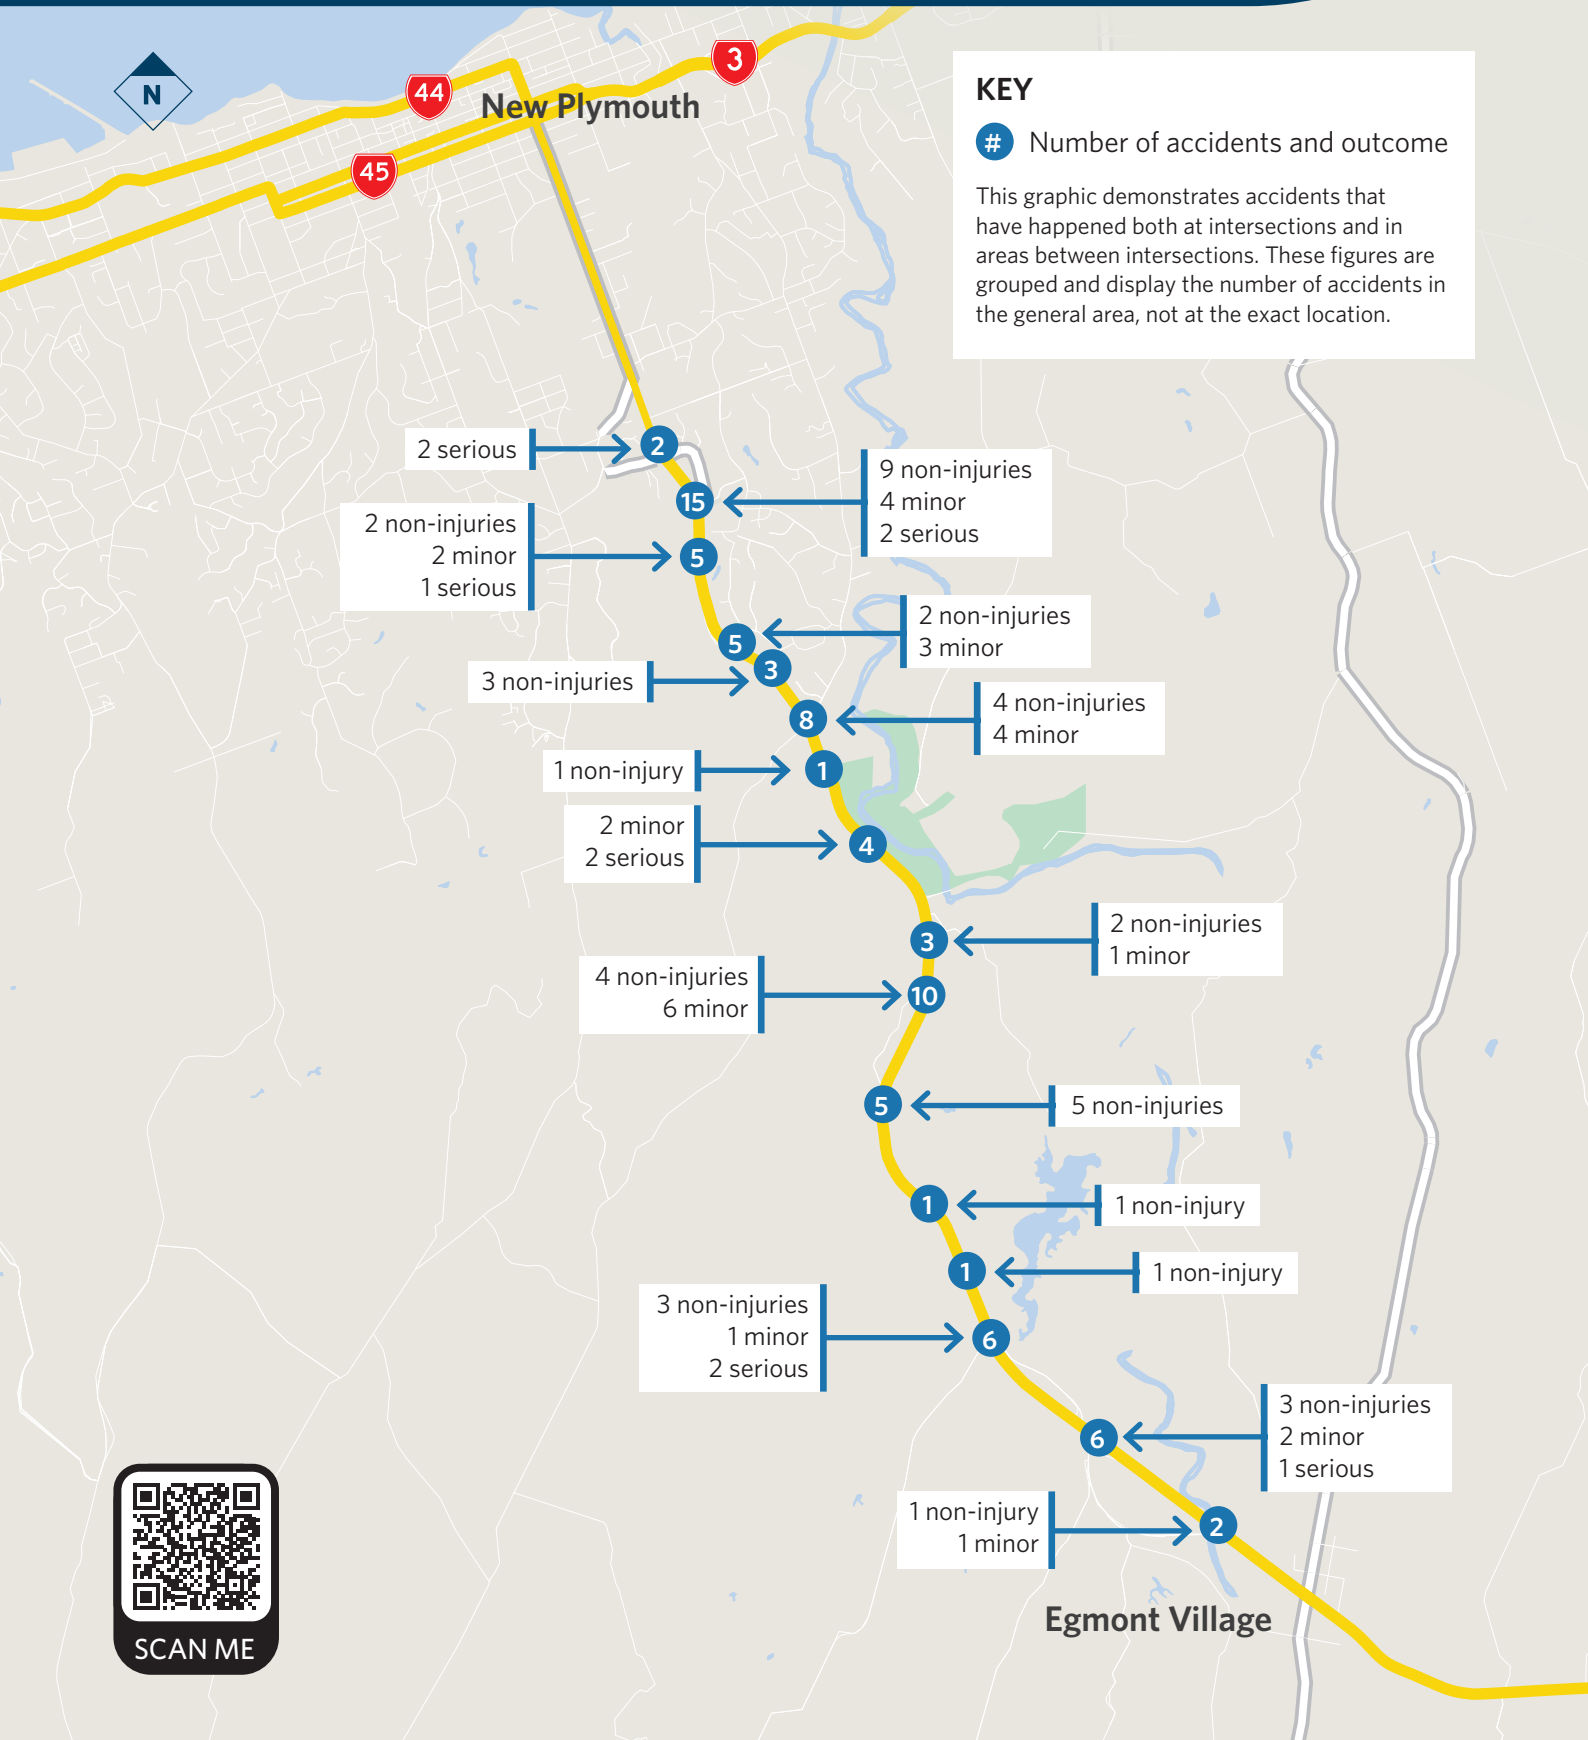 44
3
New Plymouth
N
45
KEY
# Number of accidents and outcome
This graphic demonstrates accidents that
have happened both at intersections and in
areas between intersections. These figures are
grouped and display the number of accidents in
the general area, not at the exact location.
2 serious
2
9 non-injuries
4 minor
2 serious
15
2 non-injuries
2 minor
1 serious
5
2 non-injuries
3 minor
5
3 non-injuries
3
4 non-injuries
4 minor
8
1 non-injury
1
2 minor
2 serious
4
2 non-injuries
1 minor
3
4 non-injuries
6 minor
10
5
5 non-injuries
1
1 non-injury
1
1 non-injury
3 non-injuries
1 minor
2 serious
6
3 non-injuries
2 minor
1 serious
6
1 non-injury
1 minor
2
Egmont Village
SCAN ME